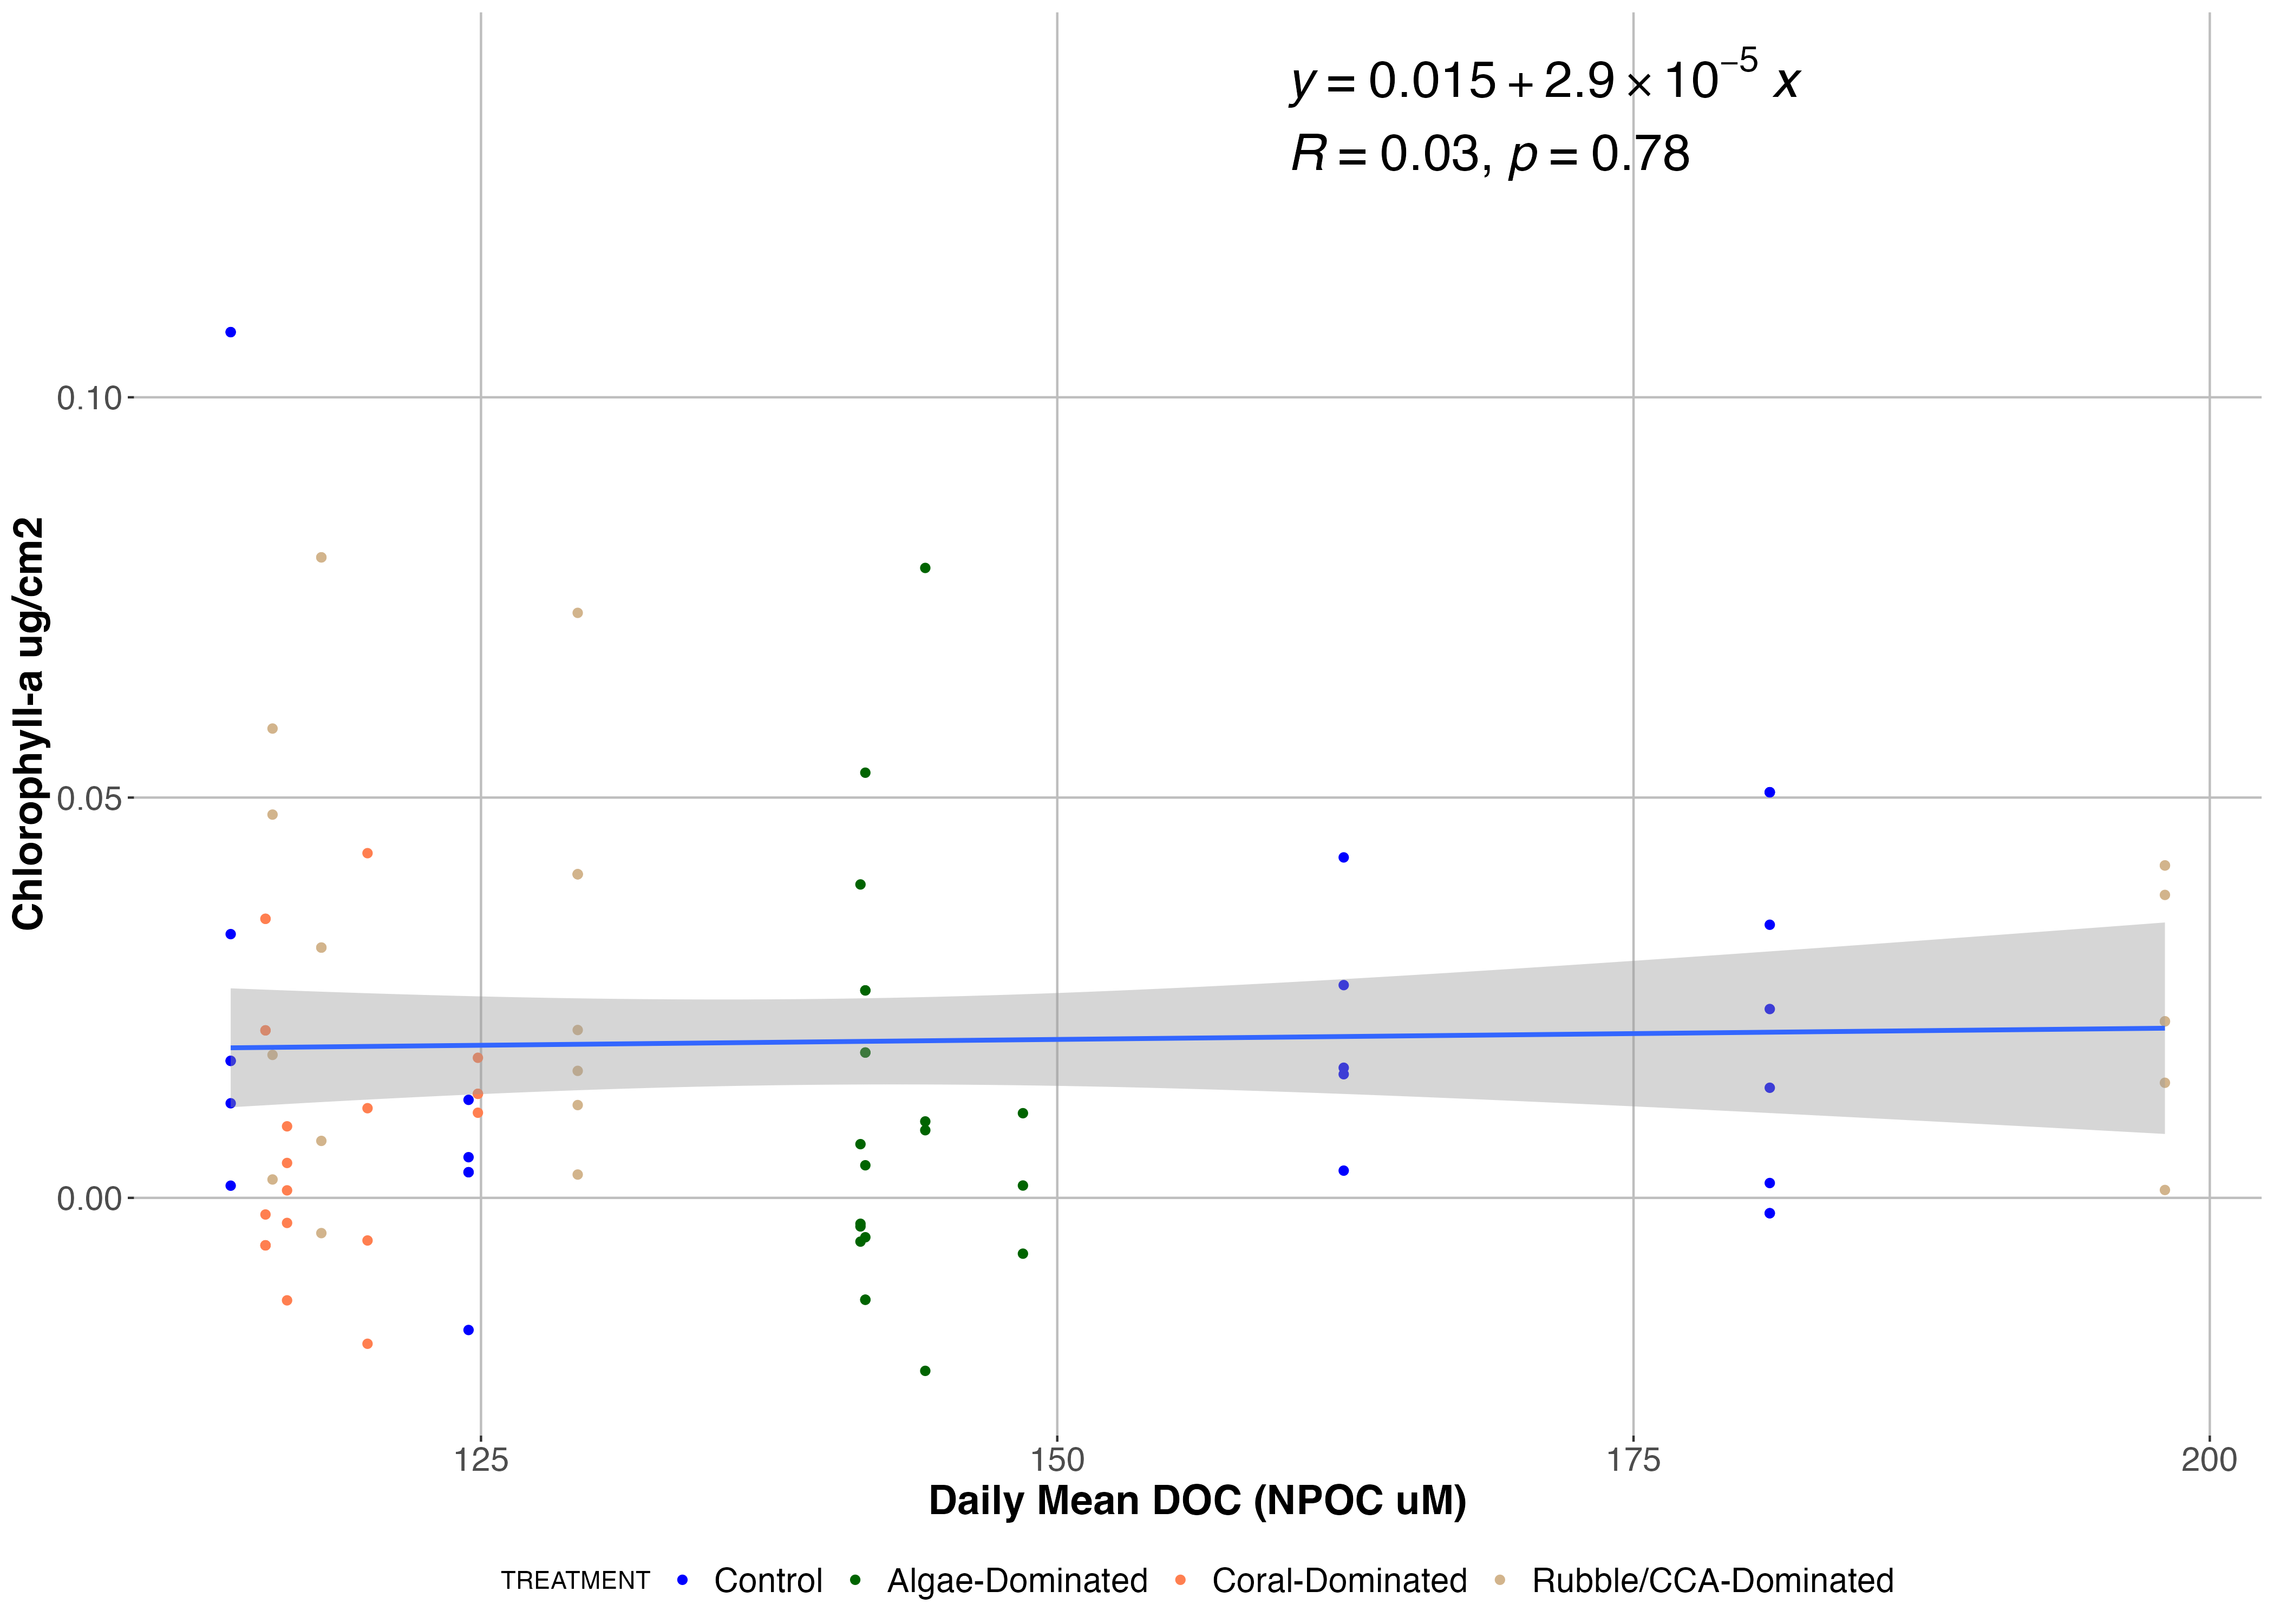 y = 0.015 + 2.9 × 10⁻⁵ x
R = 0.03, p = 0.78
Chlorophyll-a ug/cm2
0.10
0.05
0.00
125 150 175 200
Daily Mean DOC (NPOC uM)
TREATMENT Control Algae-Dominated Coral-Dominated Rubble/CCA-Dominated